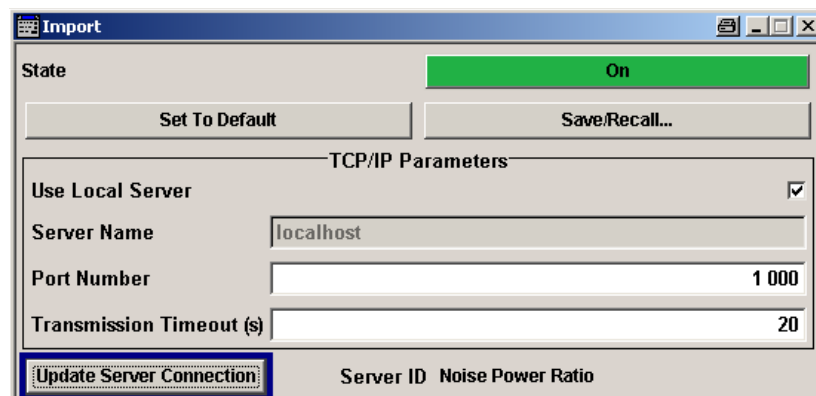 Import
State On
Set To Default Save/Recall...
TCP/IP Parameters
Use Local Server
Server Name localhost
Port Number 1 000
Transmission Timeout (s) 20
Update Server Connection Server ID Noise Power Ratio